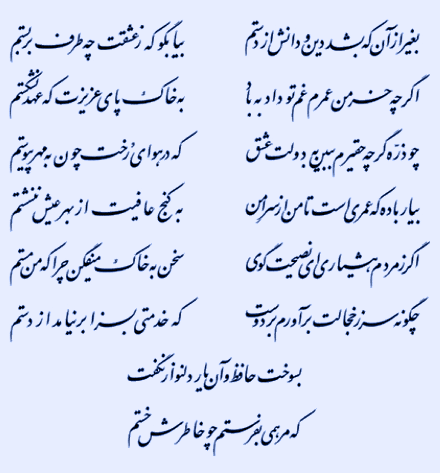 بغیر از آن که بشد دین و دانش از دستم بیا بگو که ز عشقت چه طرف بربستم
اگر چه خرمن عمرم غم تو داد به باد به خاک پای عزیزت که عهد نشکستم
چو ذرّه گر چه حقیرم ببین به دولت عشق که در هوای رخت چون به مهر پیوستم
بیار باده که عمری است تا من از سر امن به کنج عافیت از بهر عیش ننشستم
اگر ز مردم هشیاری ای نصیحت گوی سخن به خاک میفکن چرا که من مستم
چگونه سر ز خجالت برآورم بر دوست که خدمتی بسزا برنیامد از دستم
بسوخت حافظ و آن یار دلنواز نگفت
که مرهمی بفرستم چو خاطرش خستم